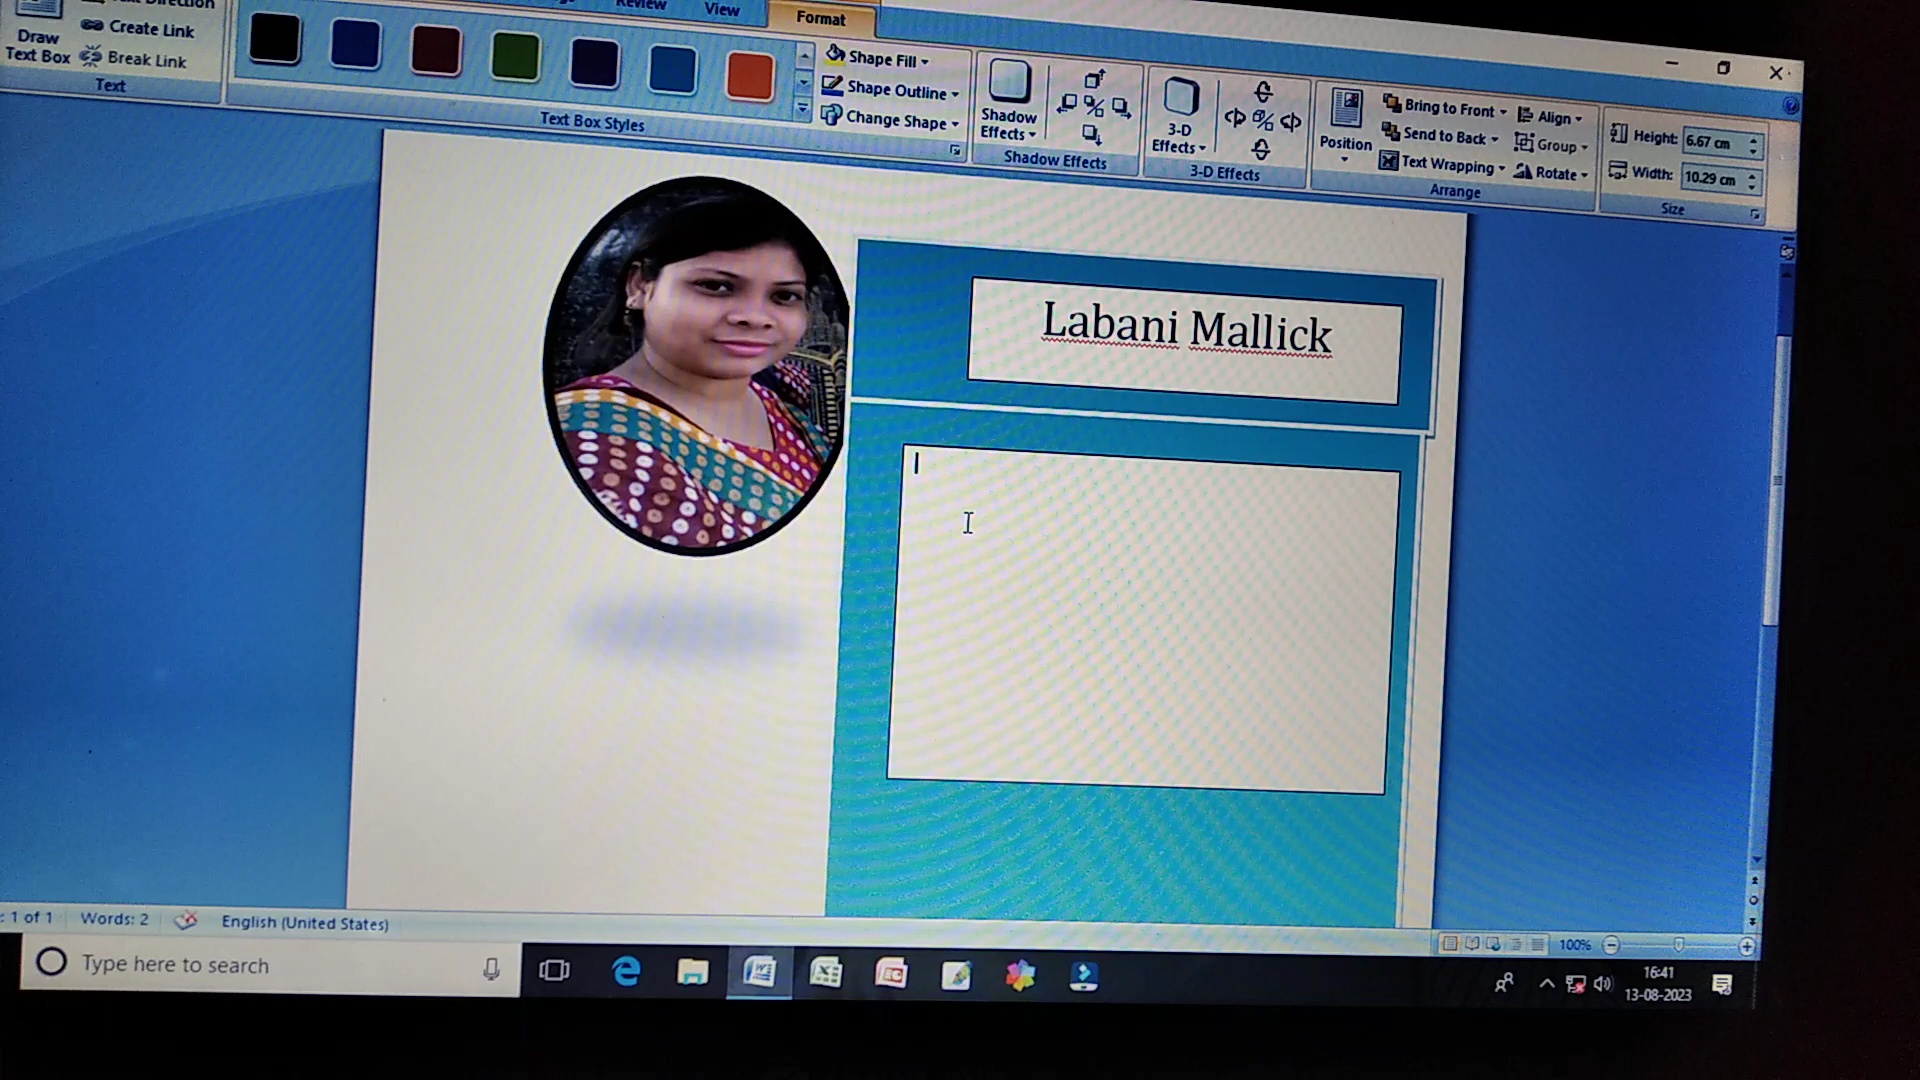 Review
View
Format
Create Link
Draw
Text Box
Break Link
Text
Text Box Styles
Shape Fill
Shape Outline
Change Shape
Shadow
Effects
Shadow Effects
3-D
Effects
3-D Effects
Position
Bring to Front
Send to Back
Text Wrapping
Align
Group
Rotate
Arrange
Height: 6.67 cm
Width: 10.29 cm
Size
Labani Mallick
: 1 of 1 Words: 2 English (United States)
100%
Type here to search
16:41
13-08-2023